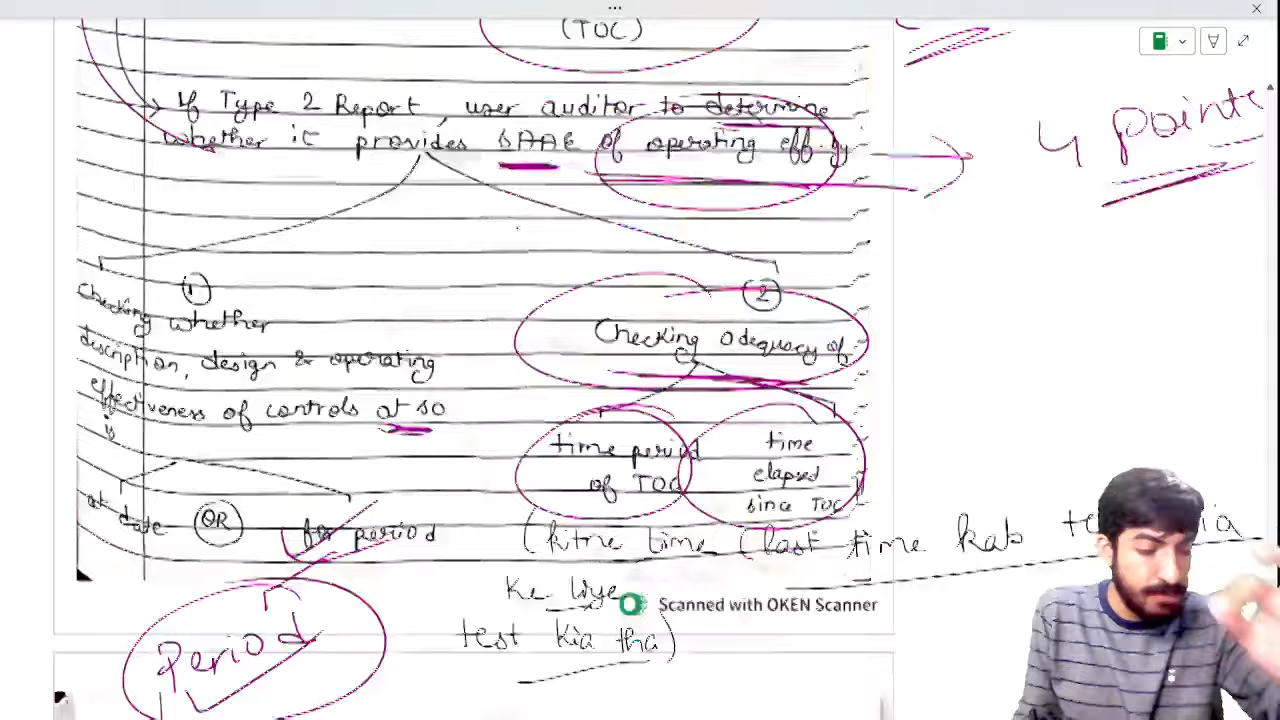 (TOC)
If Type 2 Report, user auditor to determine
whether it provides SAAE of operating eff.gy
4 points
1
2
Checking whether
description, design & operating
effectiveness of controls at so
is
Checking adequacy of
time period
of TOC
time
elapsed
since TOC
at date
OR
for period
(kitne time
ke liye
test kia tha)
(last time kab
Period
Scanned with OKEN Scanner